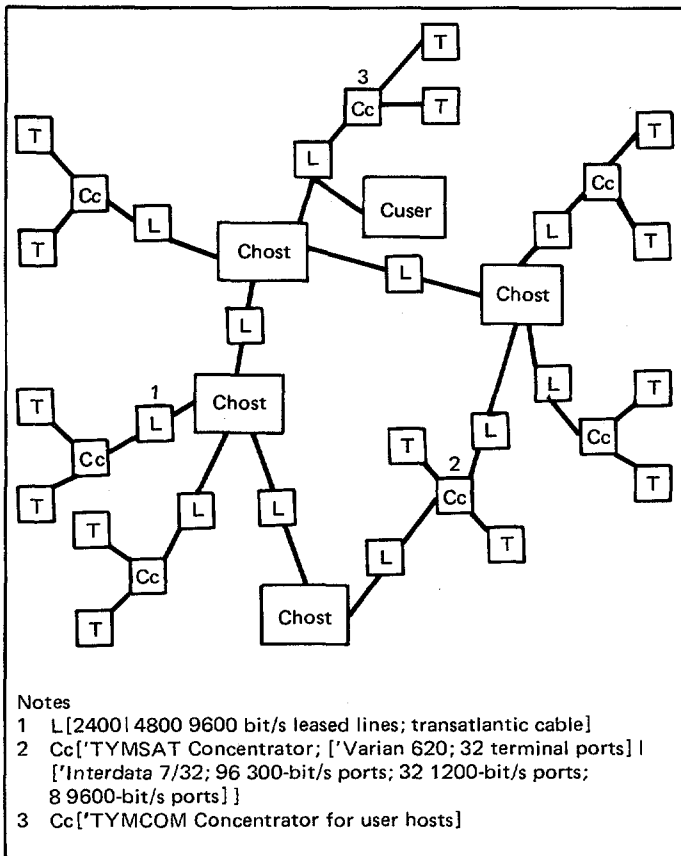 T
3
Cc
T
T
T
L
Cc
Cc
Cuser
L
L
T
Chost
T
L
Chost
L
1
L
T
T
Chost
L
L
Cc
T
Cc
2
Cc
T
T
L
L
T
T
L
Cc
Chost
T
Notes
1 L[2400| 4800 9600 bit/s leased lines; transatlantic cable]
2 Cc['TYMSAT Concentrator; ['Varian 620; 32 terminal ports] |
['Interdata 7/32; 96 300-bit/s ports; 32 1200-bit/s ports;
8 9600-bit/s ports] }
3 Cc['TYMCOM Concentrator for user hosts]